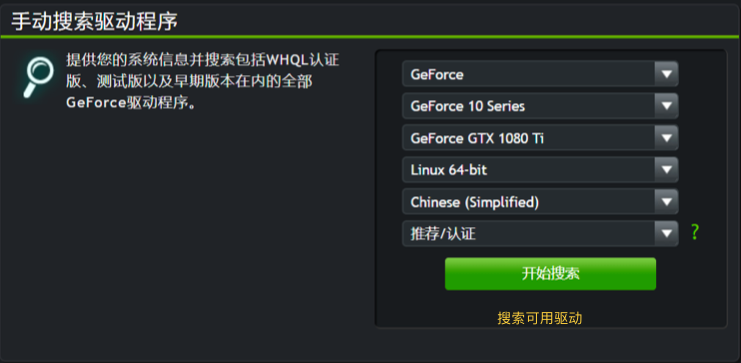 手动搜索驱动程序
提供您的系统信息并搜索包括WHQL认证
版、测试版以及早期版本在内的全部
GeForce驱动程序。
GeForce
GeForce 10 Series
GeForce GTX 1080 Ti
Linux 64-bit
Chinese (Simplified)
推荐/认证
?
开始搜索
搜索可用驱动